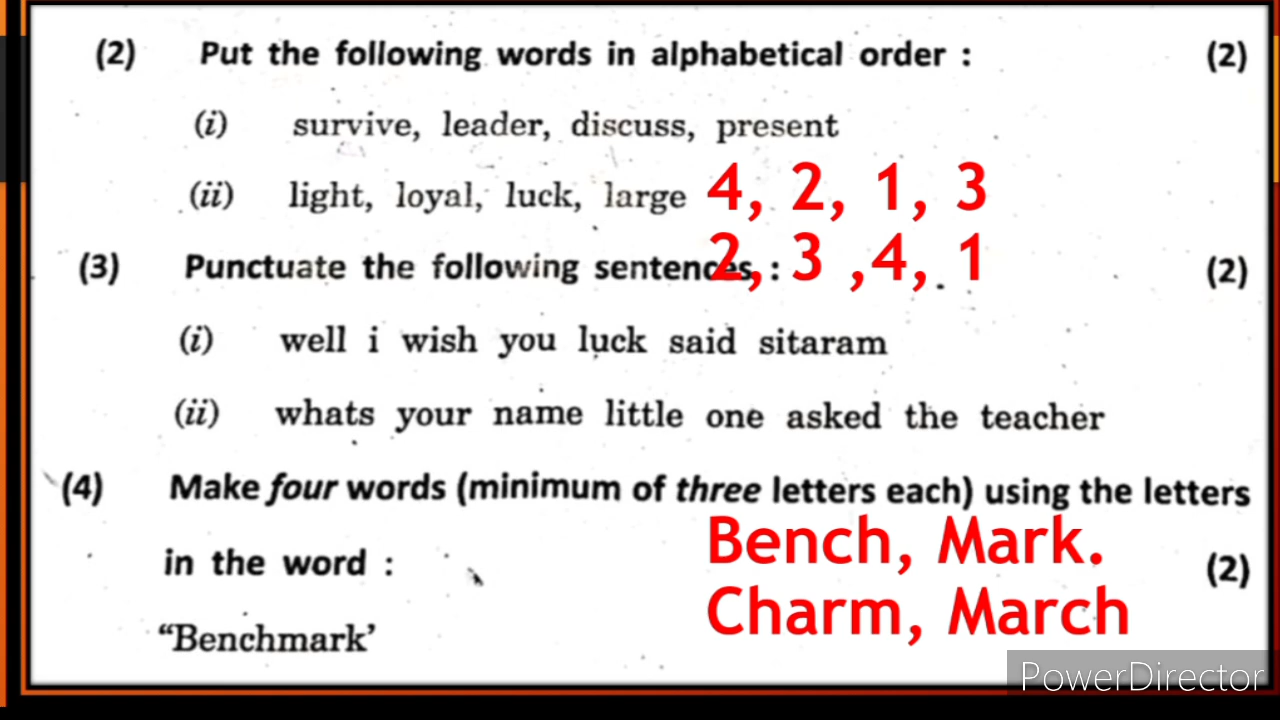 (2) Put the following words in alphabetical order : (2)
(i) survive, leader, discuss, present
(ii) light, loyal, luck, large 4, 2, 1, 3
2, 3 ,4, 1
(3) Punctuate the following sentences : (2)
(i) well i wish you luck said sitaram
(ii) whats your name little one asked the teacher
(4) Make four words (minimum of three letters each) using the letters
in the word : (2)
Bench, Mark.
Charm, March
“Benchmark’
PowerDirector